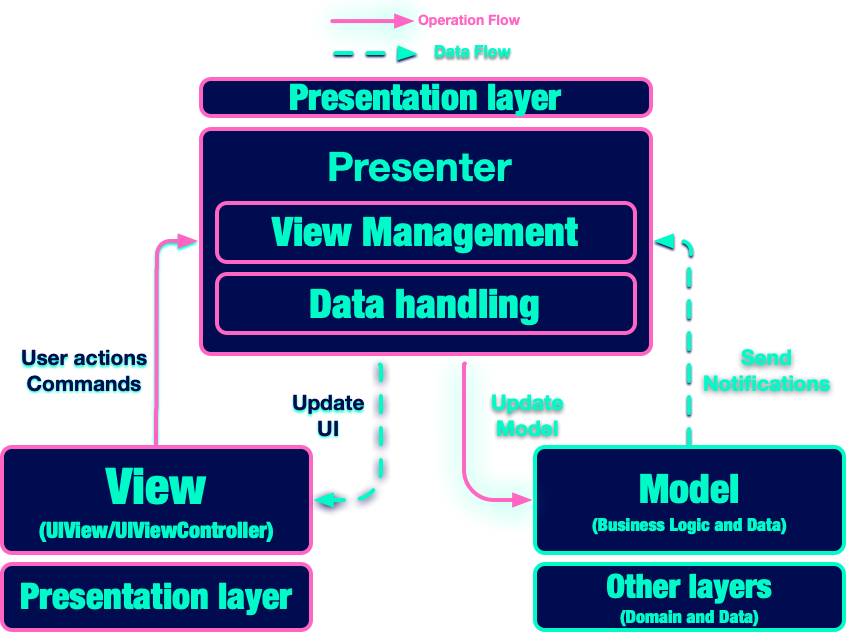 Operation Flow
Data Flow
Presentation layer
Presenter
View Management
Data handling
User actions
Commands
Update
UI
Update
Model
Send
Notifications
View
(UIView/UIViewController)
Presentation layer
Model
(Business Logic and Data)
Other layers
(Domain and Data)